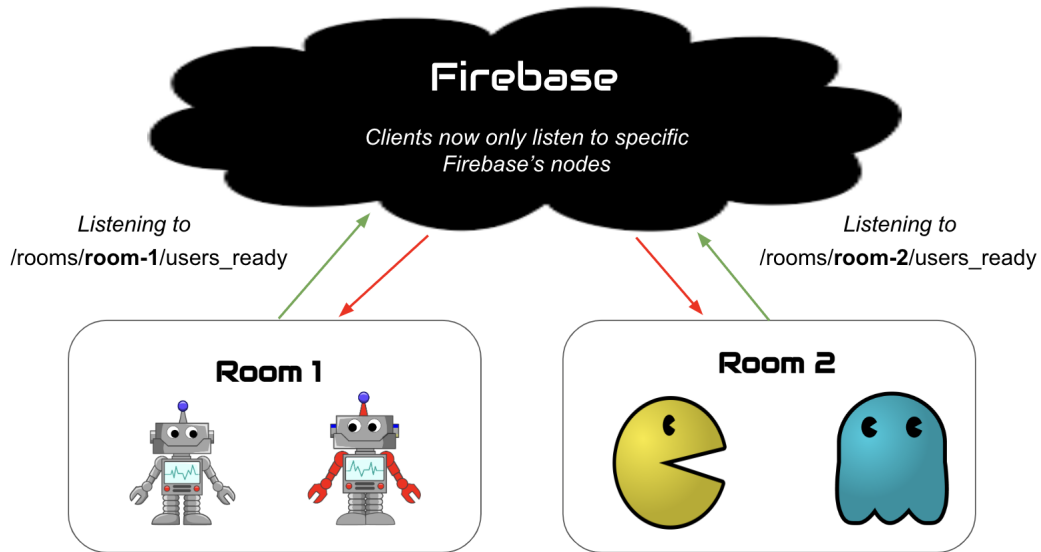 Firebase
Clients now only listen to specific
Firebase's nodes
Listening to
/rooms/room-1/users_ready
Listening to
/rooms/room-2/users_ready
Room 1
Room 2